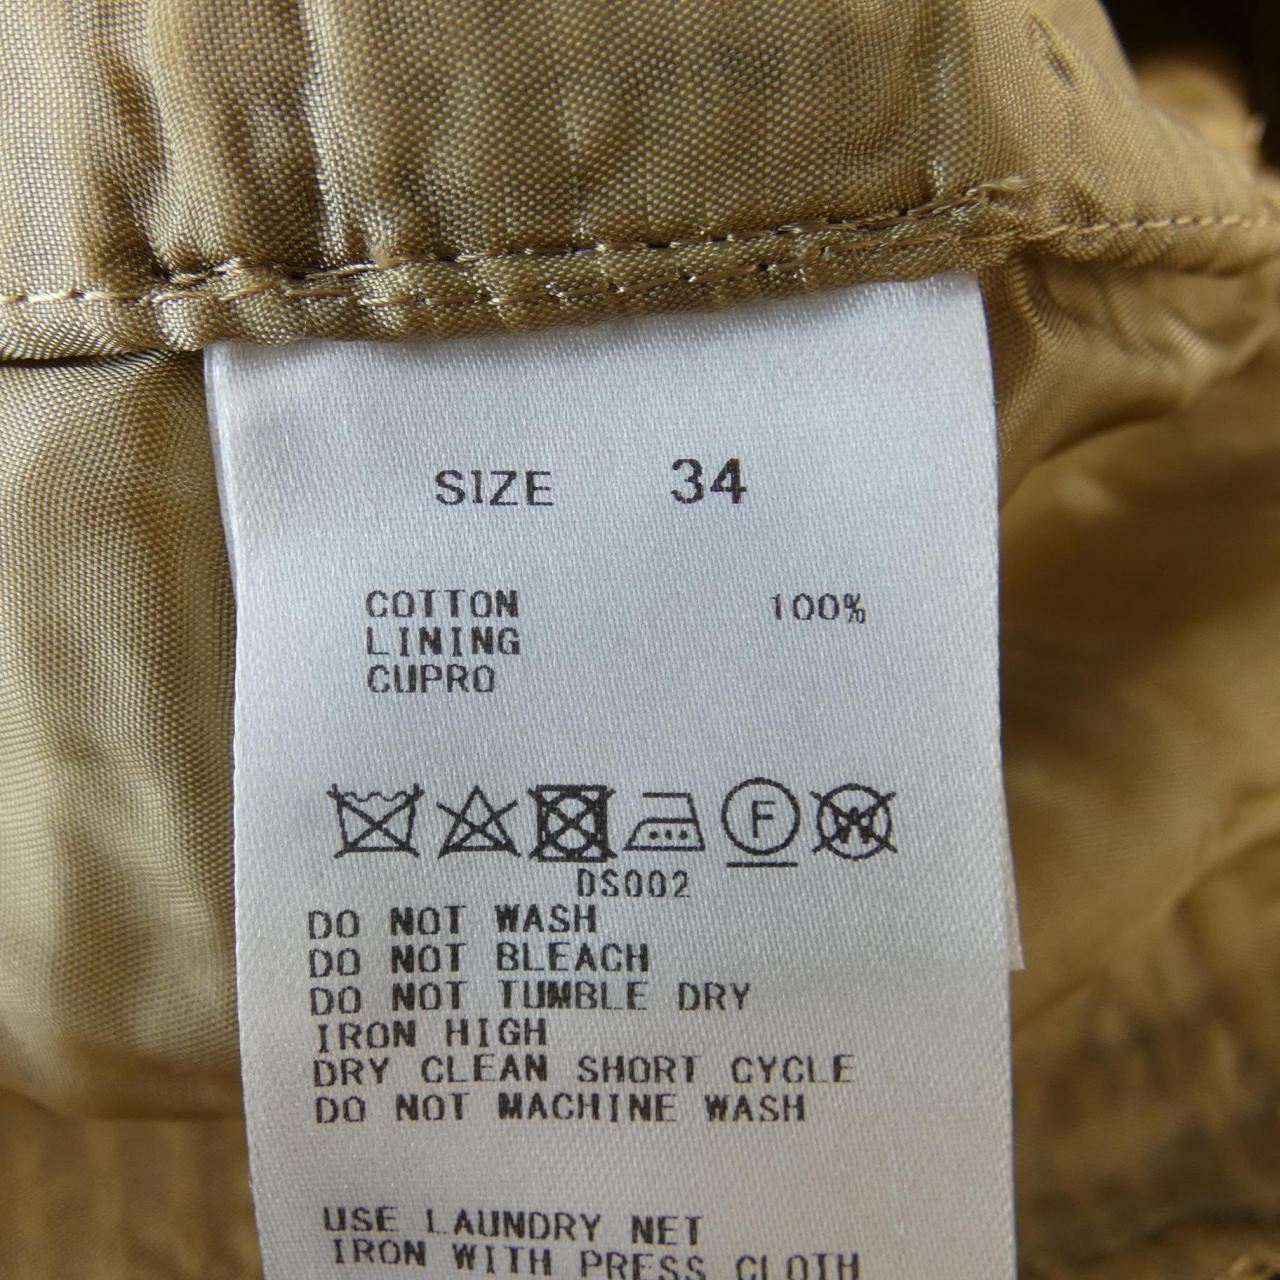 SIZE 34
COTTON 100%
LINING
CUPRO
F
W
DS002
DO NOT WASH
DO NOT BLEACH
DO NOT TUMBLE DRY
IRON HIGH
DRY CLEAN SHORT CYCLE
DO NOT MACHINE WASH
USE LAUNDRY NET
IRON WITH PRESS CLOTH